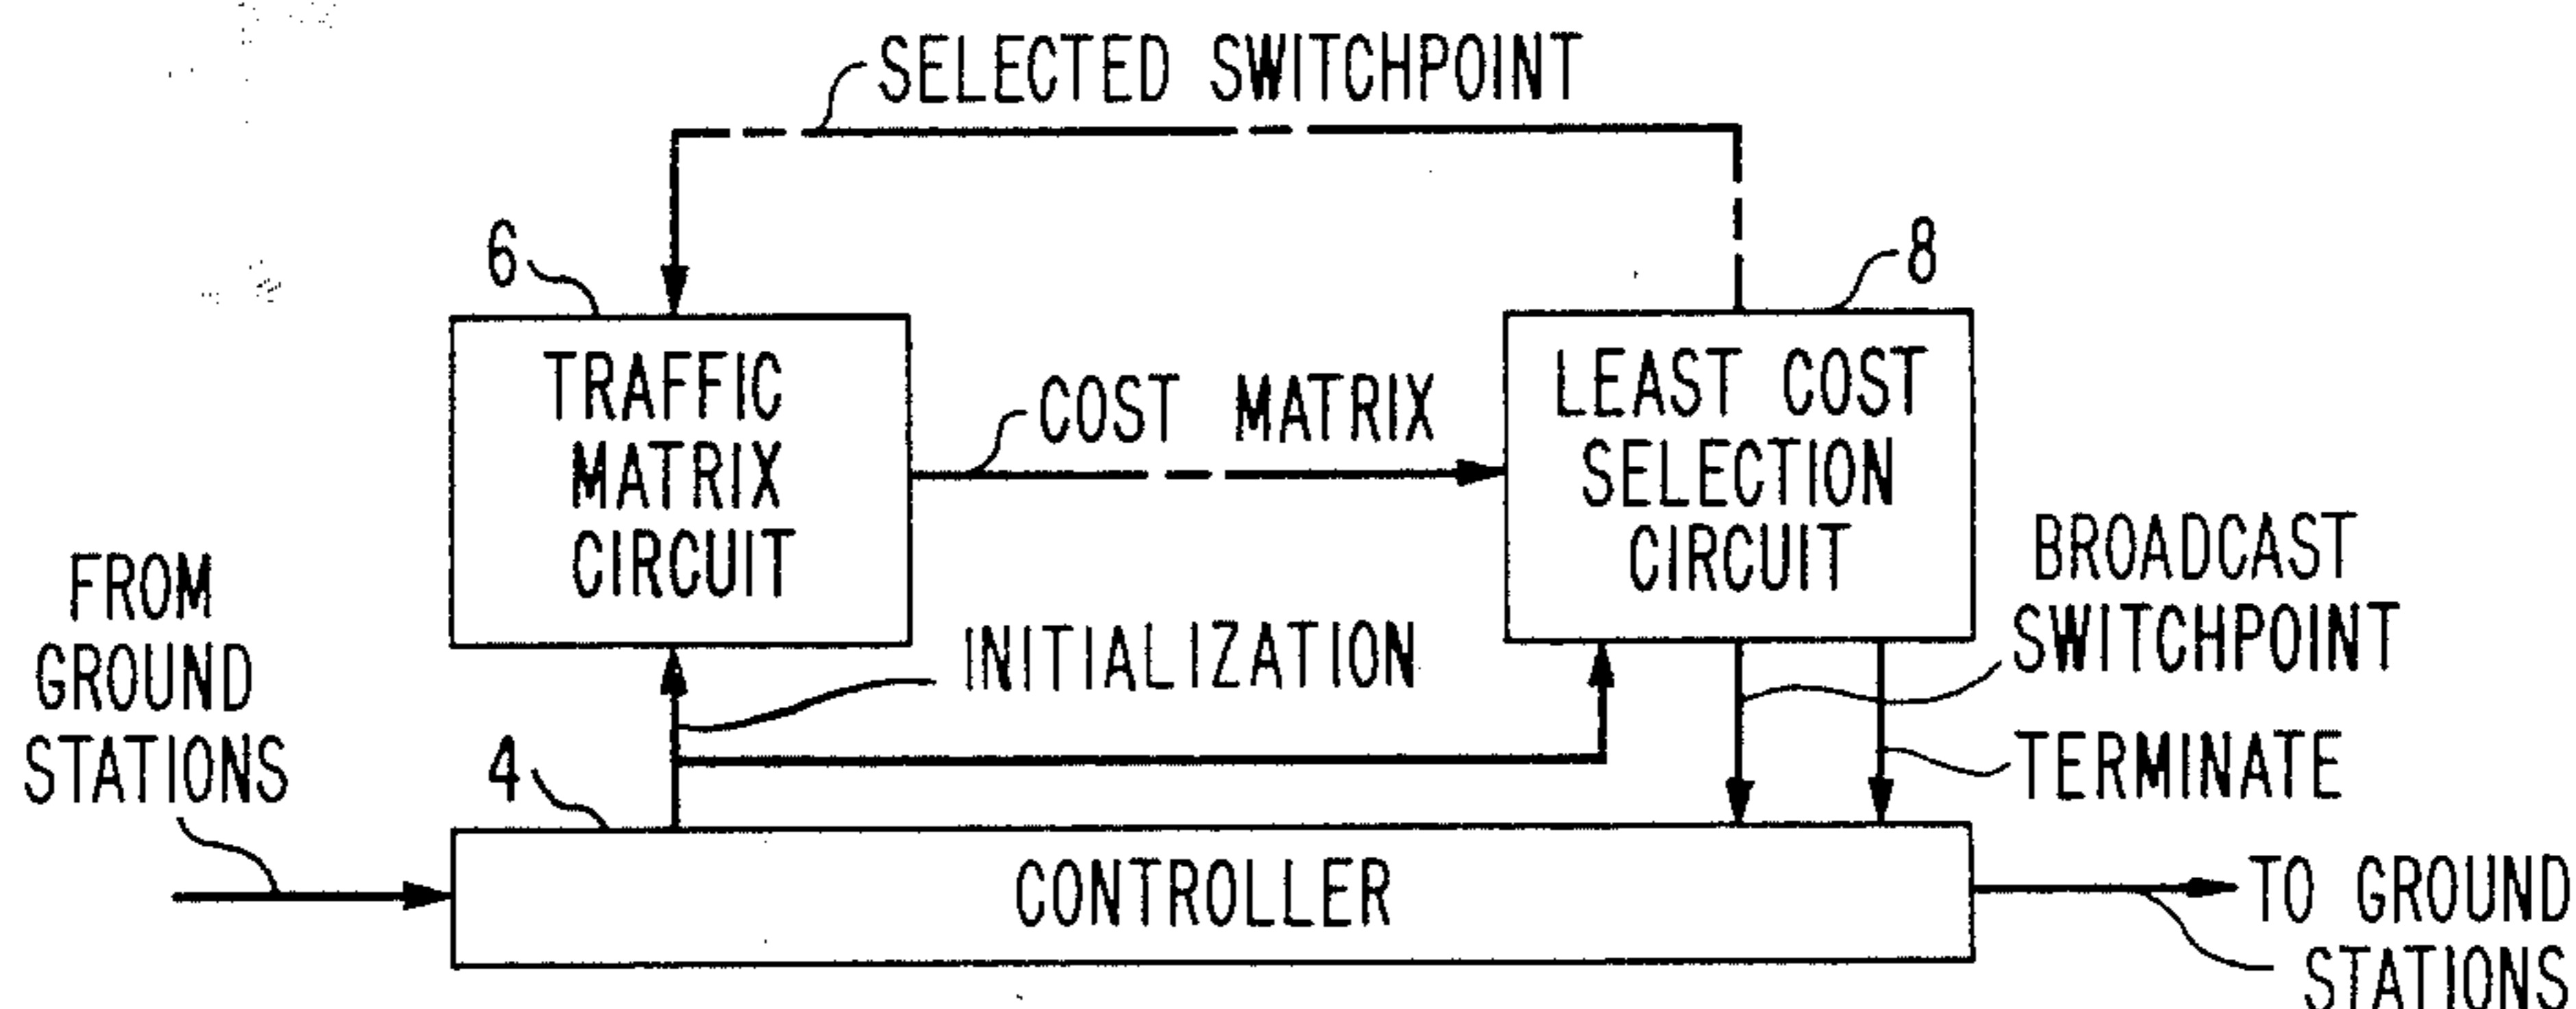 SELECTED SWITCHPOINT
6
8
TRAFFIC
MATRIX
CIRCUIT
COST MATRIX
LEAST COST
SELECTION
CIRCUIT
FROM
GROUND
STATIONS
INITIALIZATION
BROADCAST
SWITCHPOINT
TERMINATE
4
CONTROLLER
TO GROUND
STATIONS